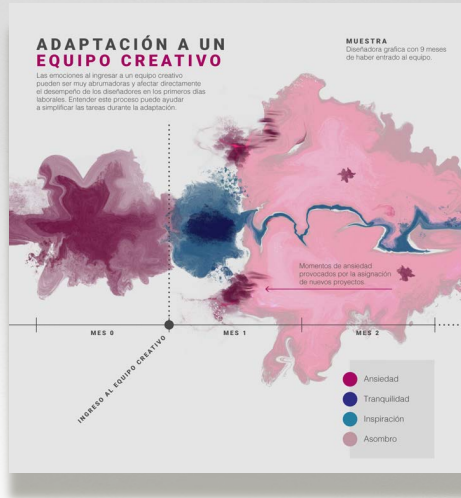 ADAPTACIÓN A UN
EQUIPO CREATIVO
Las emociones al ingresar a un equipo creativo
pueden ser muy abrumadoras y afectar directamente
el desempeño de los diseñadores en los primeros días
laborales. Entender este proceso puede ayudar
a simplificar las tareas durante la adaptación.
MUESTRA
Diseñadora grafica con 9 meses
de haber entrado al equipo.
Momentos de ansiedad
provocados por la asignación
de nuevos proyectos.
MES 0
MES 1
MES 2
INGRESO AL EQUIPO CREATIVO
Ansiedad
Tranquilidad
Inspiración
Asombro